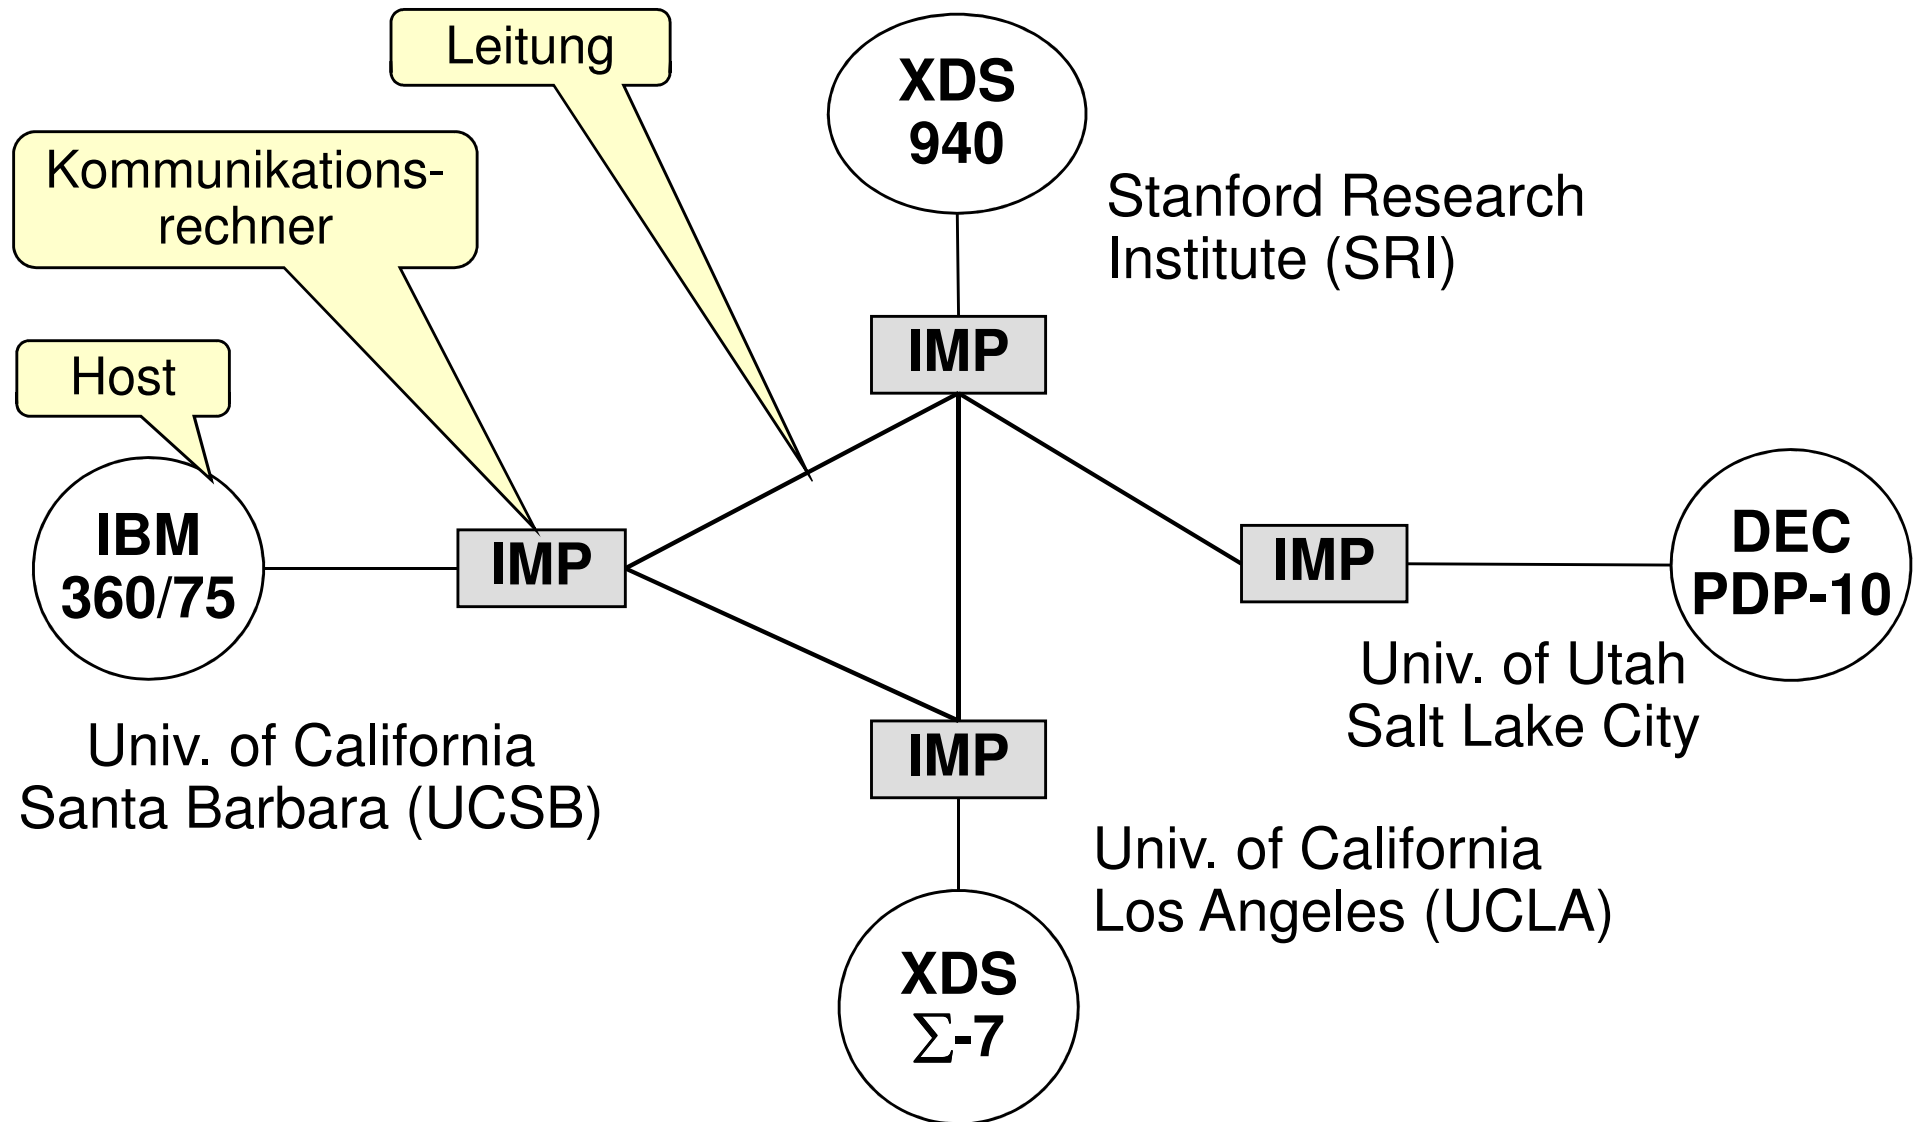 Leitung
XDS
940
Kommunikations-
rechner
Stanford Research
Institute (SRI)
IMP
Host
IBM
360/75
IMP
IMP
DEC
PDP-10
Univ. of Utah
Salt Lake City
Univ. of California
Santa Barbara (UCSB)
IMP
Univ. of California
Los Angeles (UCLA)
XDS
Σ-7